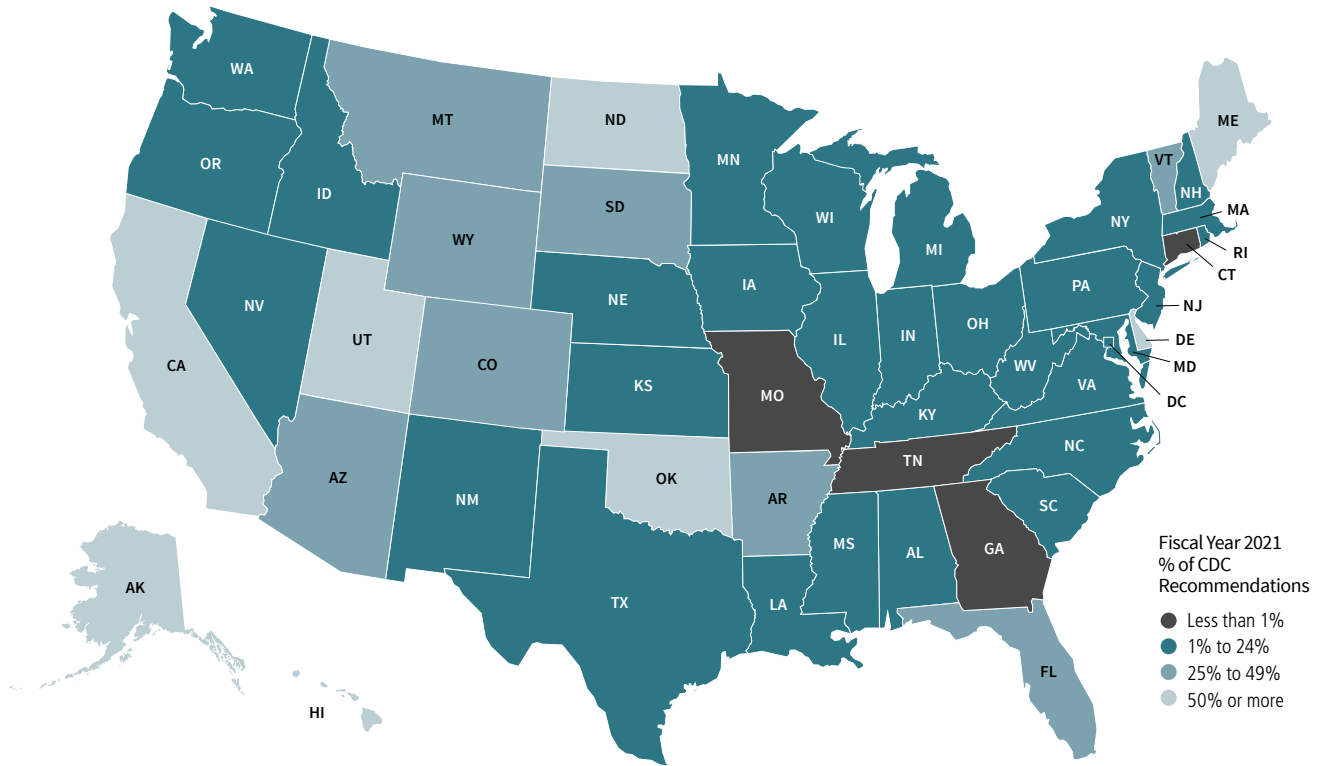 WA
MT
ND
ME
OR
ID
MN
VT
NH
SD
WI
NY
MA
WY
MI
RI
CT
NV
NE
IA
PA
NJ
UT
IL
IN
OH
DE
CA
CO
KS
MO
WV
VA
MD
DC
KY
NC
AZ
NM
OK
AR
TN
SC
MS
AL
GA
AK
TX
LA
FL
HI
Fiscal Year 2021
% of CDC
Recommendations
Less than 1%
1% to 24%
25% to 49%
50% or more